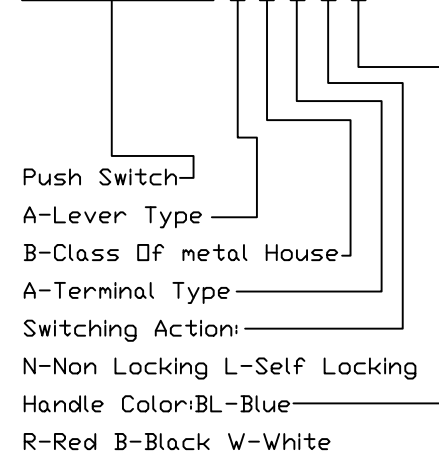 Push Switch
A-Lever Type
B-Class Of metal House
A-Terminal Type
Switching Action:
N-Non Locking L-Self Locking
Handle Color:BL-Blue
R-Red B-Black W-White